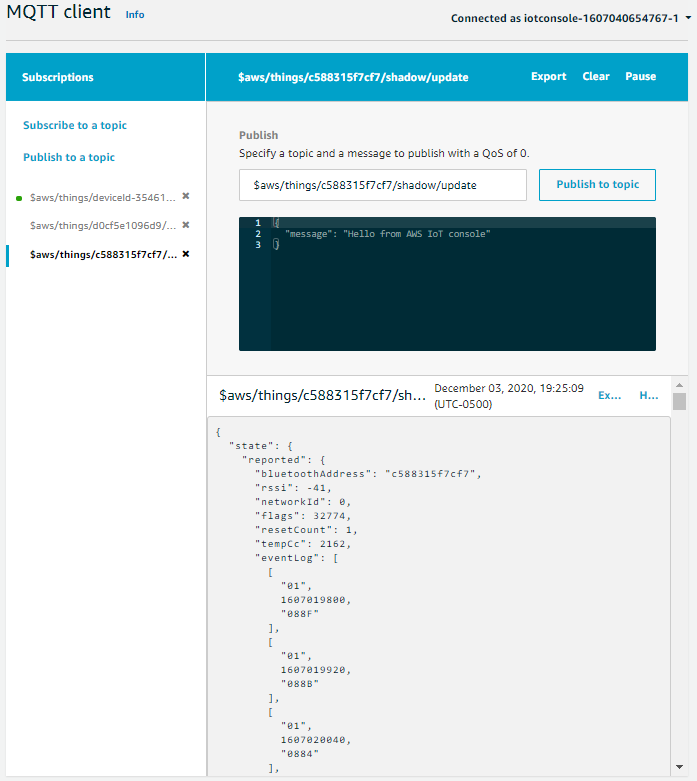 MQTT client Info
Connected as iotconsole-1607040654767-1
Subscriptions
$aws/things/c588315f7cf7/shadow/update
Export Clear Pause
Subscribe to a topic
Publish to a topic
$aws/things/deviceId-35461...
$aws/things/d0cf5e1096d9/...
$aws/things/c588315f7cf7/...
Publish
Specify a topic and a message to publish with a QoS of 0.
$aws/things/c588315f7cf7/shadow/update
Publish to topic
1 {
2 "message": "Hello from AWS IoT console"
3 }
$aws/things/c588315f7cf7/sh...
December 03, 2020, 19:25:09
(UTC-0500)
Ex... H...
{
"state": {
"reported": {
"bluetoothAddress": "c588315f7cf7",
"rssi": -41,
"networkId": 0,
"flags": 32774,
"resetCount": 1,
"tempCc": 2162,
"eventLog": [
[
"01",
1607019800,
"088F"
],
[
"01",
1607019920,
"088B"
],
[
"01",
1607020040,
"0884"
],